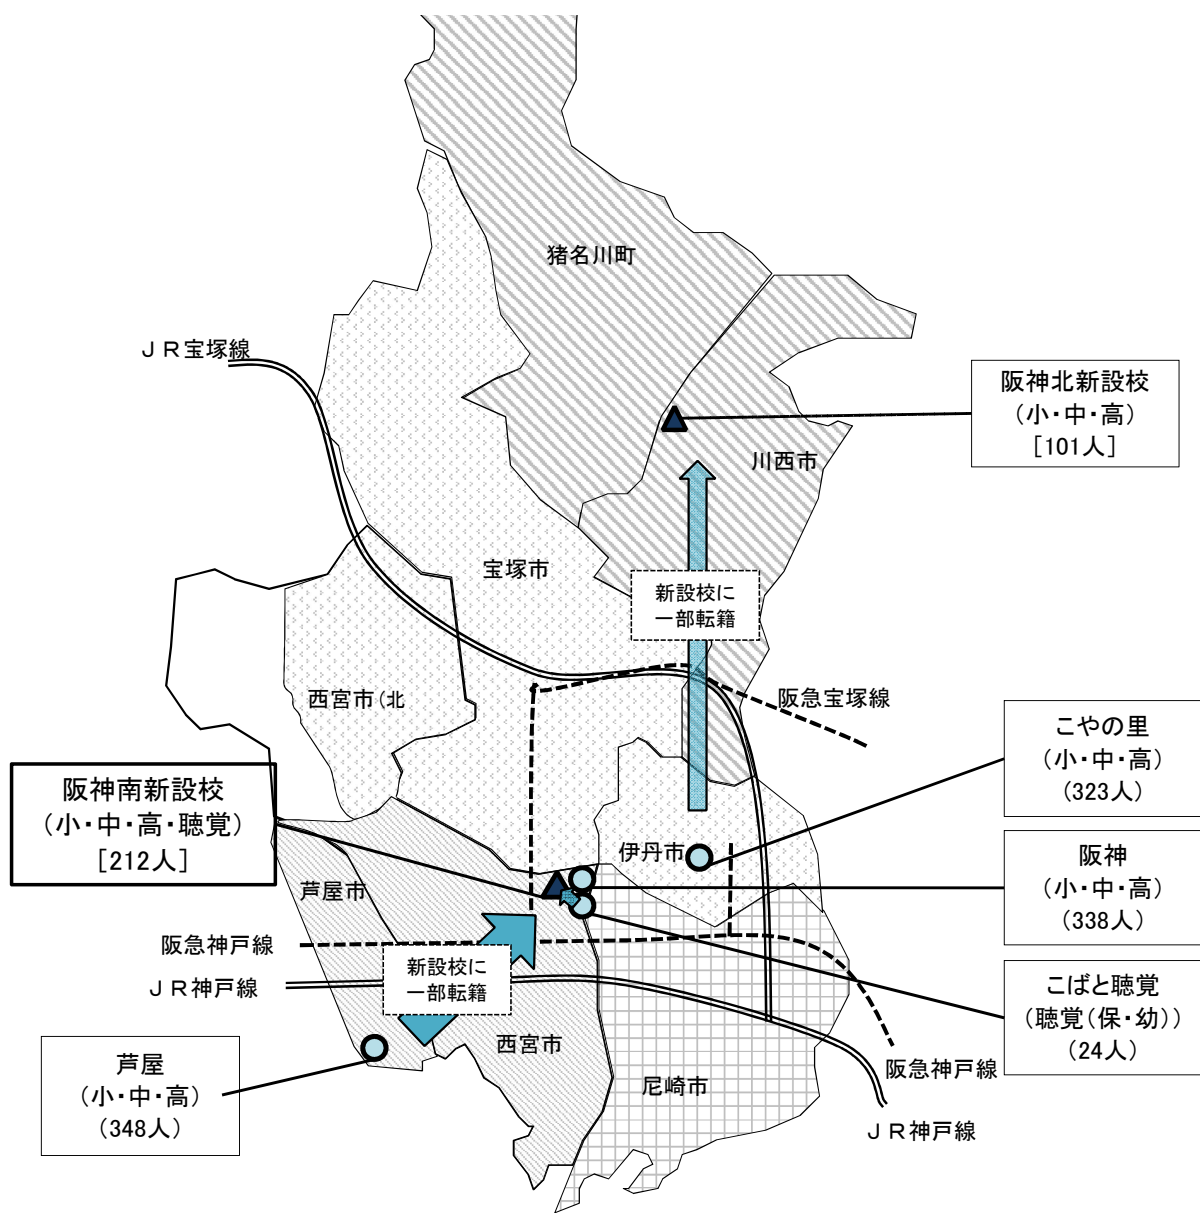 猪名川町
ＪＲ宝塚線
阪神北新設校
(小・中・高)
[101人]
川西市
宝塚市
新設校に
一部転籍
西宮市(北
阪急宝塚線
こやの里
(小・中・高)
(323人)
阪神南新設校
(小・中・高・聴覚)
[212人]
伊丹市
阪神
(小・中・高)
(338人)
芦屋市
阪急神戸線
ＪＲ神戸線
新設校に
一部転籍
こばと聴覚
(聴覚(保・幼))
(24人)
西宮市
芦屋
(小・中・高)
(348人)
尼崎市
阪急神戸線
ＪＲ神戸線